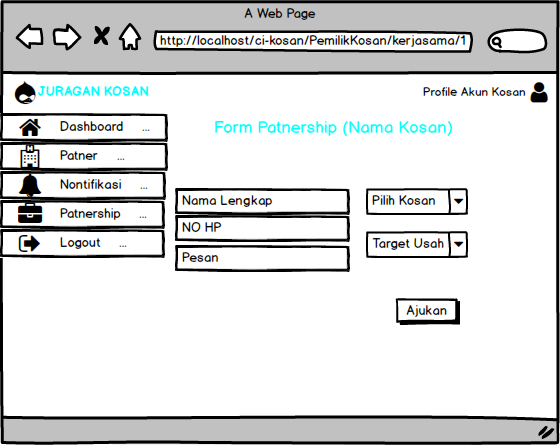 A Web Page
http://localhost/ci-kosan/PemilikKosan/kerjasama/1
JURAGAN KOSAN
Profile Akun Kosan
Dashboard ...
Form Patnership (Nama Kosan)
Patner ...
Nontifikasi ...
Patnership ...
Logout ...
Nama Lengkap
Pilih Kosan
NO HP
Target Usah
Pesan
Ajukan